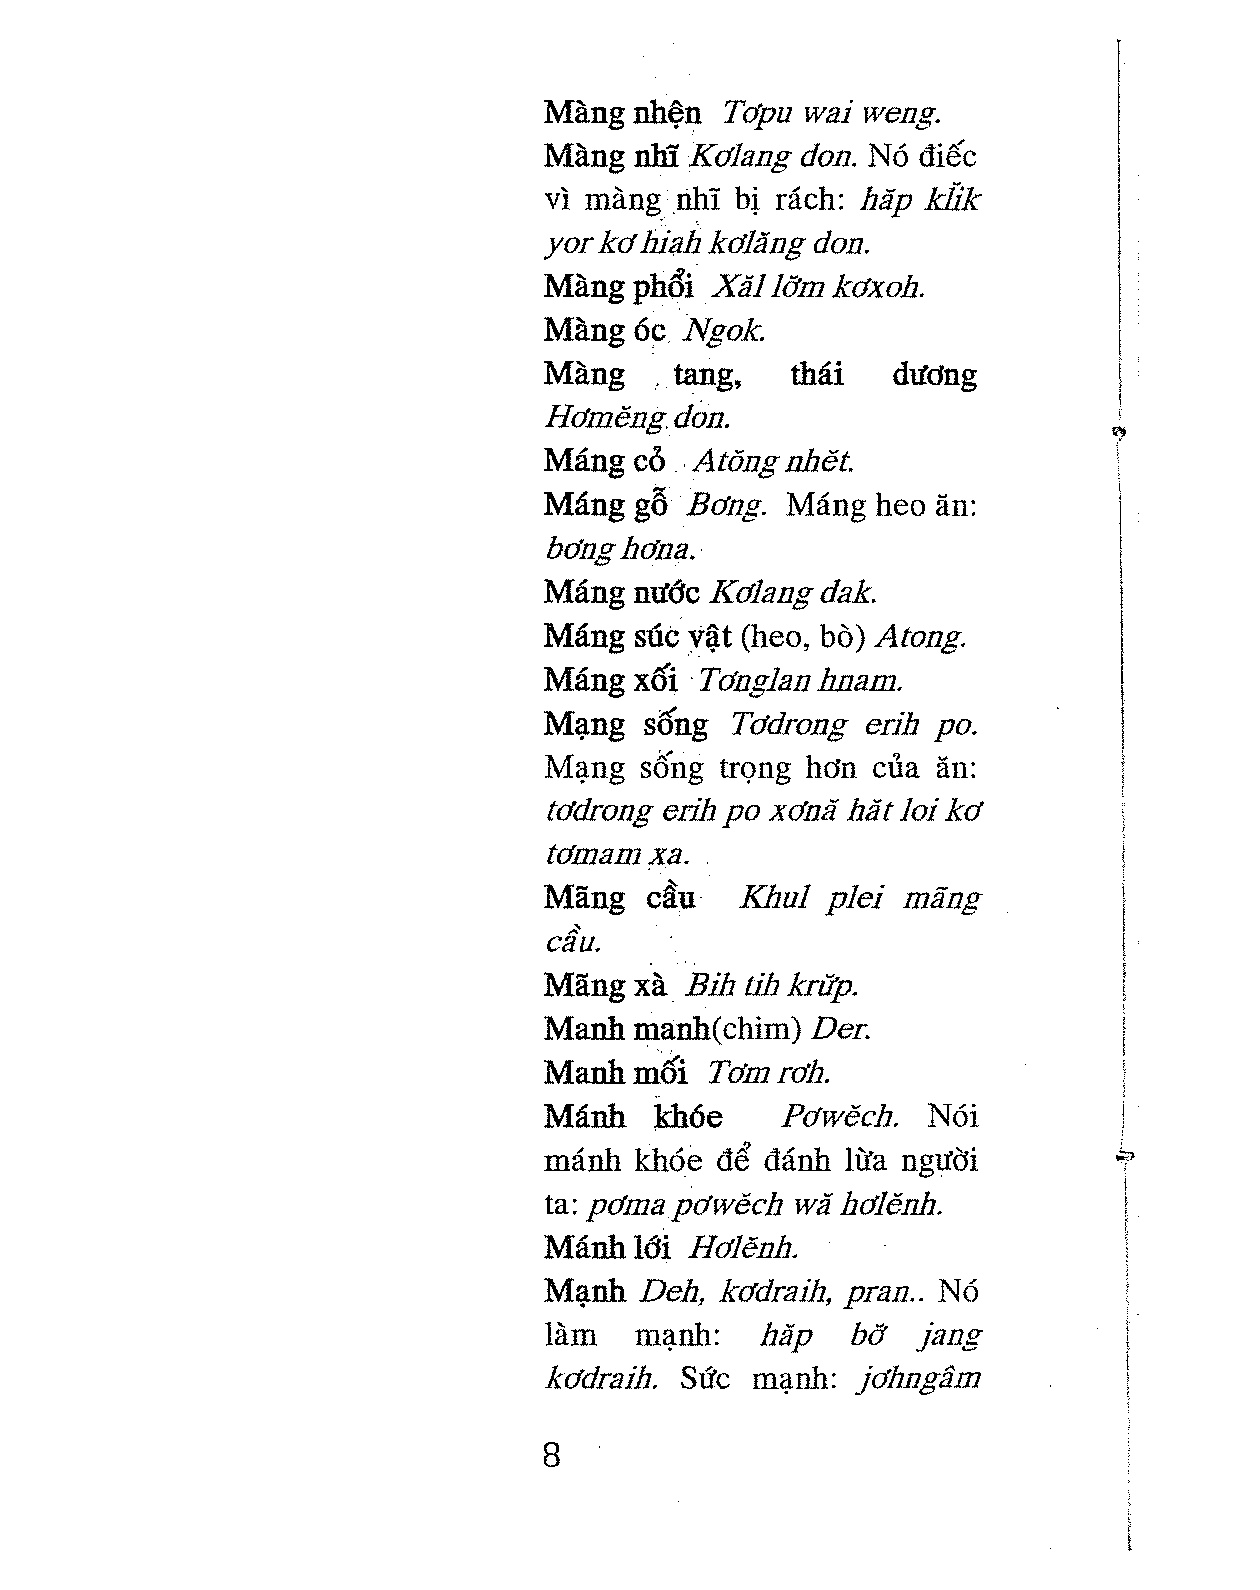 Màng nhện Tơpu wai weng.
Màng nhĩ Kơlang don. Nó điếc
vì màng nhĩ bị rách: hăp kl̆ik
yor kơ hiah kơlăng don.
Màng phổi Xăl lơ̆m kơxoh.
Màng óc Ngok.
Màng tang, thái dương
Hơmĕng don.
Máng cỏ Atŏng nhĕt.
Máng gỗ Bơng. Máng heo ăn:
bơng hơna.
Máng nước Kơlang dak.
Máng súc vật (heo, bò) Atong.
Máng xối Tơnglan hnam.
Mạng sống Tơdrong erih po.
Mạng sống trọng hơn của ăn:
tơdrong erih po xơnă hăt loi kơ
tơmam xa.
Mãng cầu Khul plei mãng
cầu.
Mãng xà Bih tih krư̆p.
Manh manh(chim) Der.
Manh mối Tơm rơh.
Mánh khóe Pơwĕch. Nói
mánh khóe để đánh lừa người
ta: pơma pơwĕch wă hơlĕnh.
Mánh lới Hơlĕnh.
Mạnh Deh, kơdraih, pran.. Nó
làm mạnh: hăp bơ̆ jang
kơdraih. Sức mạnh: jơhngâm
8